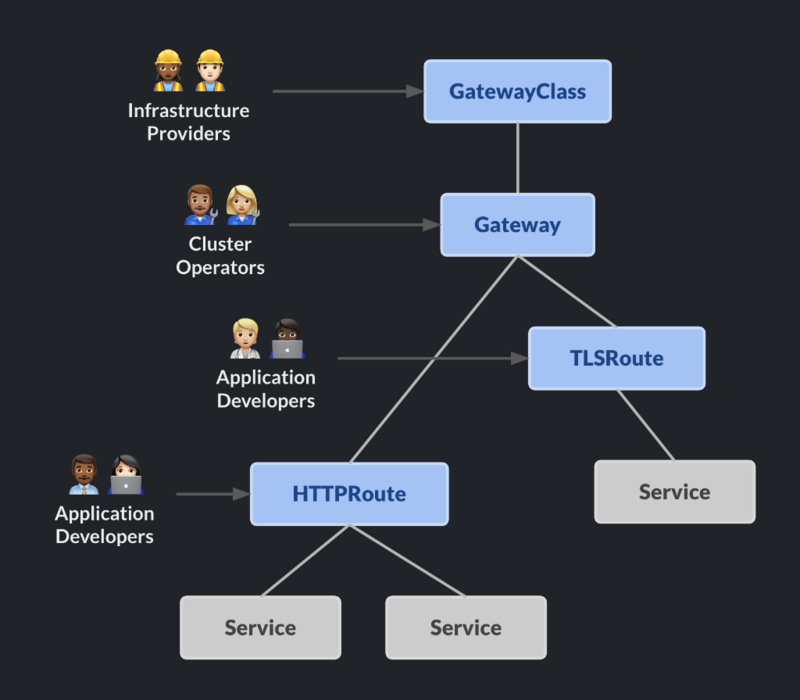 GatewayClass
Infrastructure
Providers
Gateway
Cluster
Operators
TLSRoute
Application
Developers
HTTPRoute
Service
Application
Developers
Service
Service